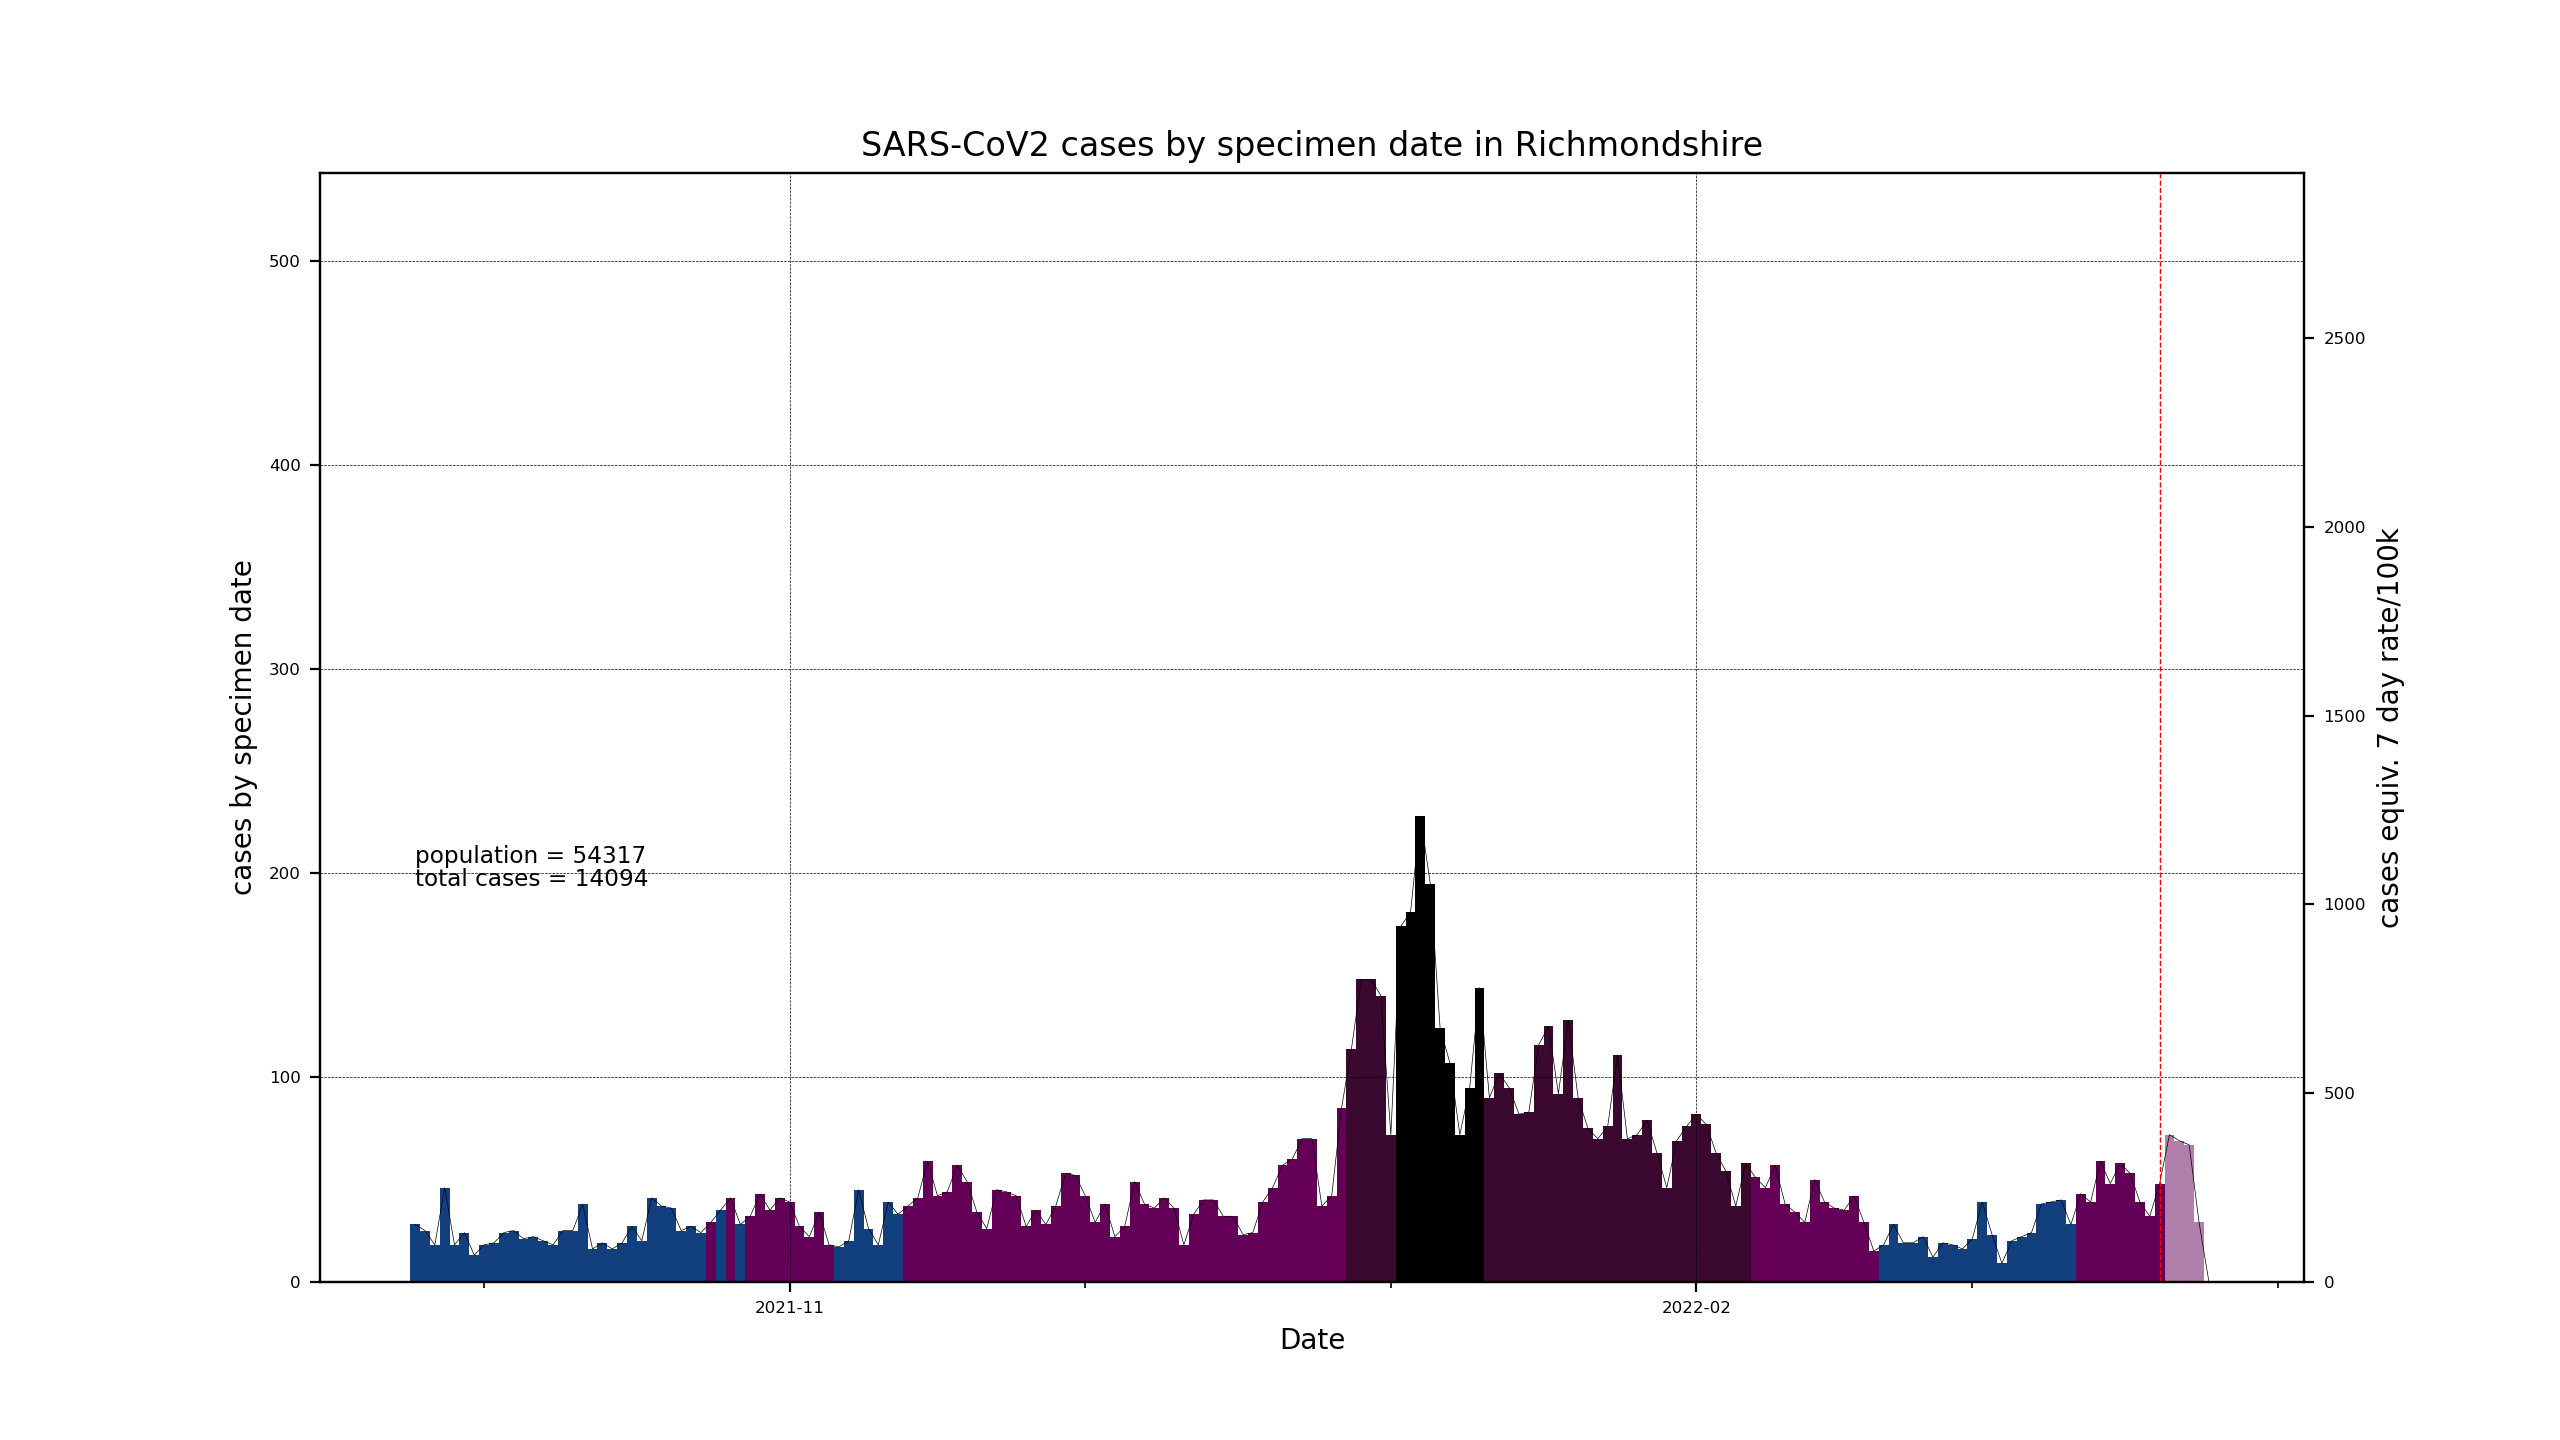 SARS-CoV2 cases by specimen date in Richmondshire
cases by specimen date
500
400
300
200
100
0
population = 54317
total cases = 14094
2500
2000
1500
1000
500
0
cases equiv. 7 day rate/100k
2021-11
2022-02
Date